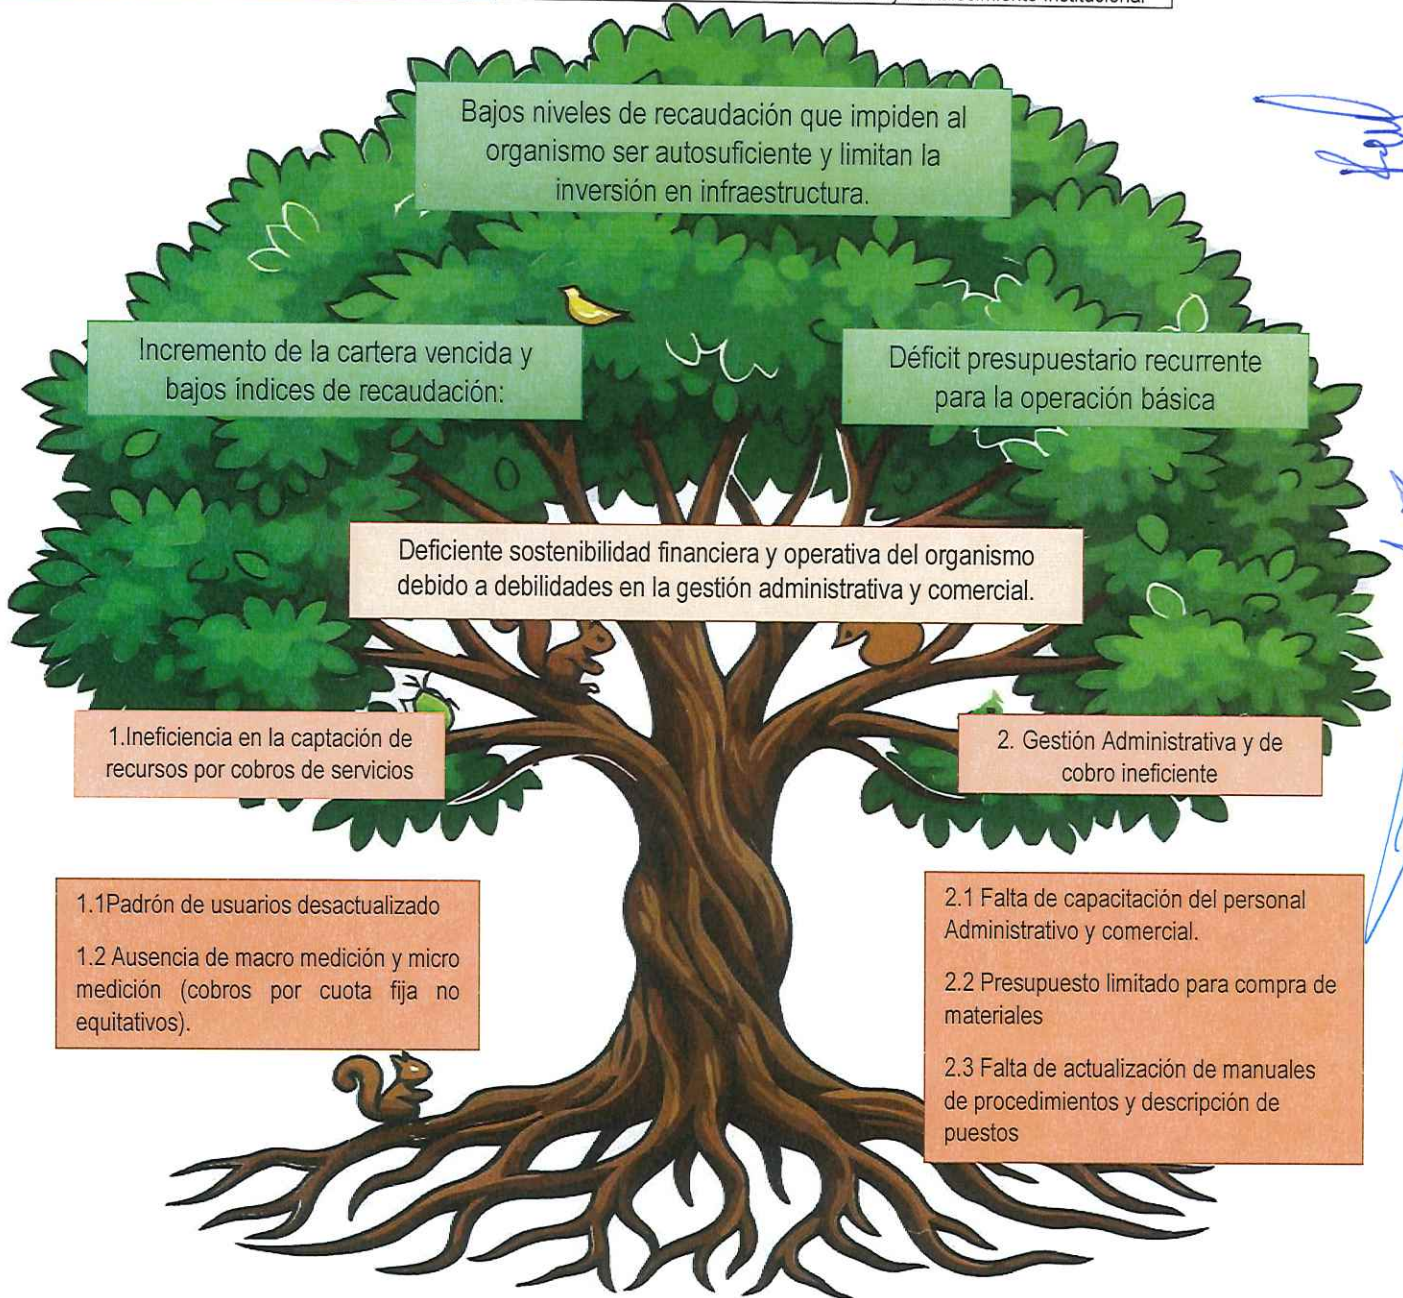 Bajos niveles de recaudación que impiden al
organismo ser autosuficiente y limitan la
inversión en infraestructura.
Incremento de la cartera vencida y
bajos índices de recaudación:
Déficit presupuestario recurrente
para la operación básica
Deficiente sostenibilidad financiera y operativa del organismo
debido a debilidades en la gestión administrativa y comercial.
1.Ineficiencia en la captación de
recursos por cobros de servicios
2. Gestión Administrativa y de
cobro ineficiente
1.1Padrón de usuarios desactualizado
1.2 Ausencia de macro medición y micro
medición (cobros por cuota fija no
equitativos).
2.1 Falta de capacitación del personal
Administrativo y comercial.
2.2 Presupuesto limitado para compra de
materiales
2.3 Falta de actualización de manuales
de procedimientos y descripción de
puestos